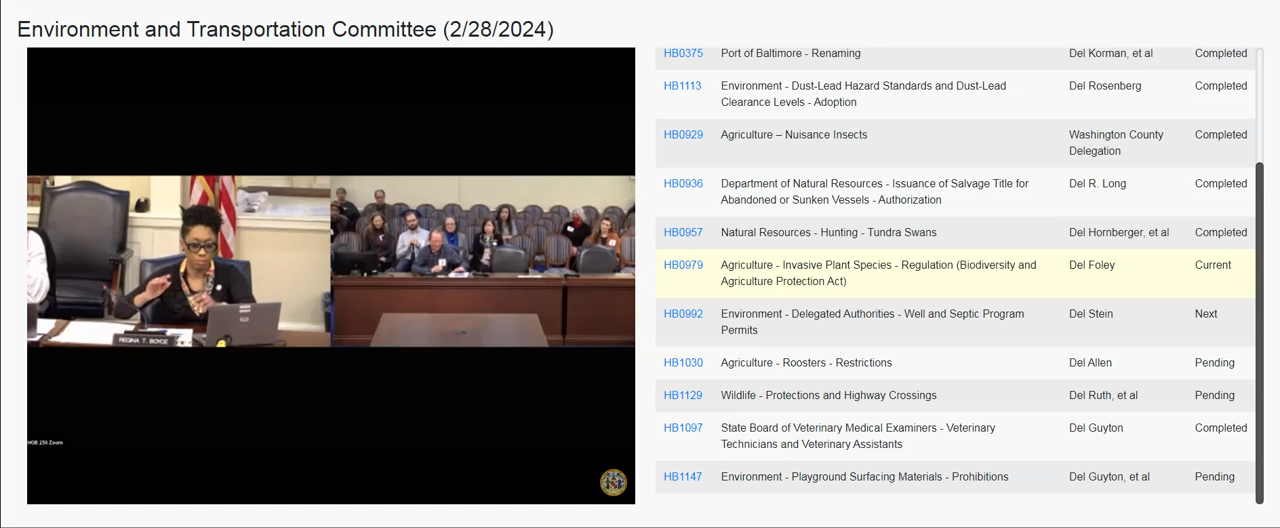 Environment and Transportation Committee (2/28/2024)
HB0375 Port of Baltimore - Renaming Del Korman, et al Completed
HB1113 Environment - Dust-Lead Hazard Standards and Dust-Lead Del Rosenberg Completed
Clearance Levels - Adoption
HB0929 Agriculture – Nuisance Insects Washington County Completed
Delegation
HB0936 Department of Natural Resources - Issuance of Salvage Title for Del R. Long Completed
Abandoned or Sunken Vessels - Authorization
HB0957 Natural Resources - Hunting - Tundra Swans Del Hornberger, et al Completed
HB0979 Agriculture - Invasive Plant Species - Regulation (Biodiversity and Del Foley Current
Agriculture Protection Act)
HB0992 Environment - Delegated Authorities - Well and Septic Program Del Stein Next
Permits
HB1030 Agriculture - Roosters - Restrictions Del Allen Pending
HB1129 Wildlife - Protections and Highway Crossings Del Ruth, et al Pending
HB1097 State Board of Veterinary Medical Examiners - Veterinary Del Guyton Completed
Technicians and Veterinary Assistants
HB1147 Environment - Playground Surfacing Materials - Prohibitions Del Guyton, et al Pending
REGINA T. BOYCE
HOB 250 Zoom